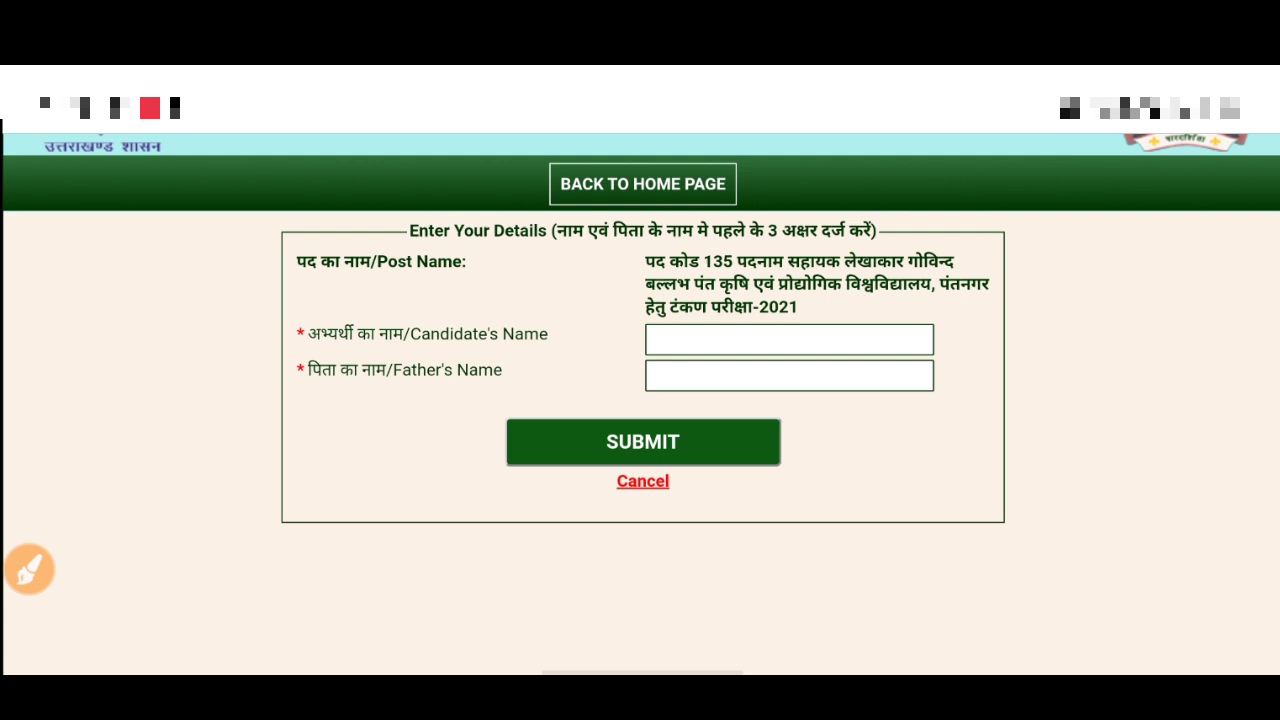 उत्तराखण्ड शासन
पारदर्शिता
BACK TO HOME PAGE
Enter Your Details (नाम एवं पिता के नाम मे पहले के 3 अक्षर दर्ज करें)
पद का नाम/Post Name:
पद कोड 135 पदनाम सहायक लेखाकार गोविन्द
बल्लभ पंत कृषि एवं प्रोद्योगिक विश्वविद्यालय, पंतनगर
हेतु टंकण परीक्षा-2021
* अभ्यर्थी का नाम/Candidate's Name
* पिता का नाम/Father's Name
SUBMIT
Cancel